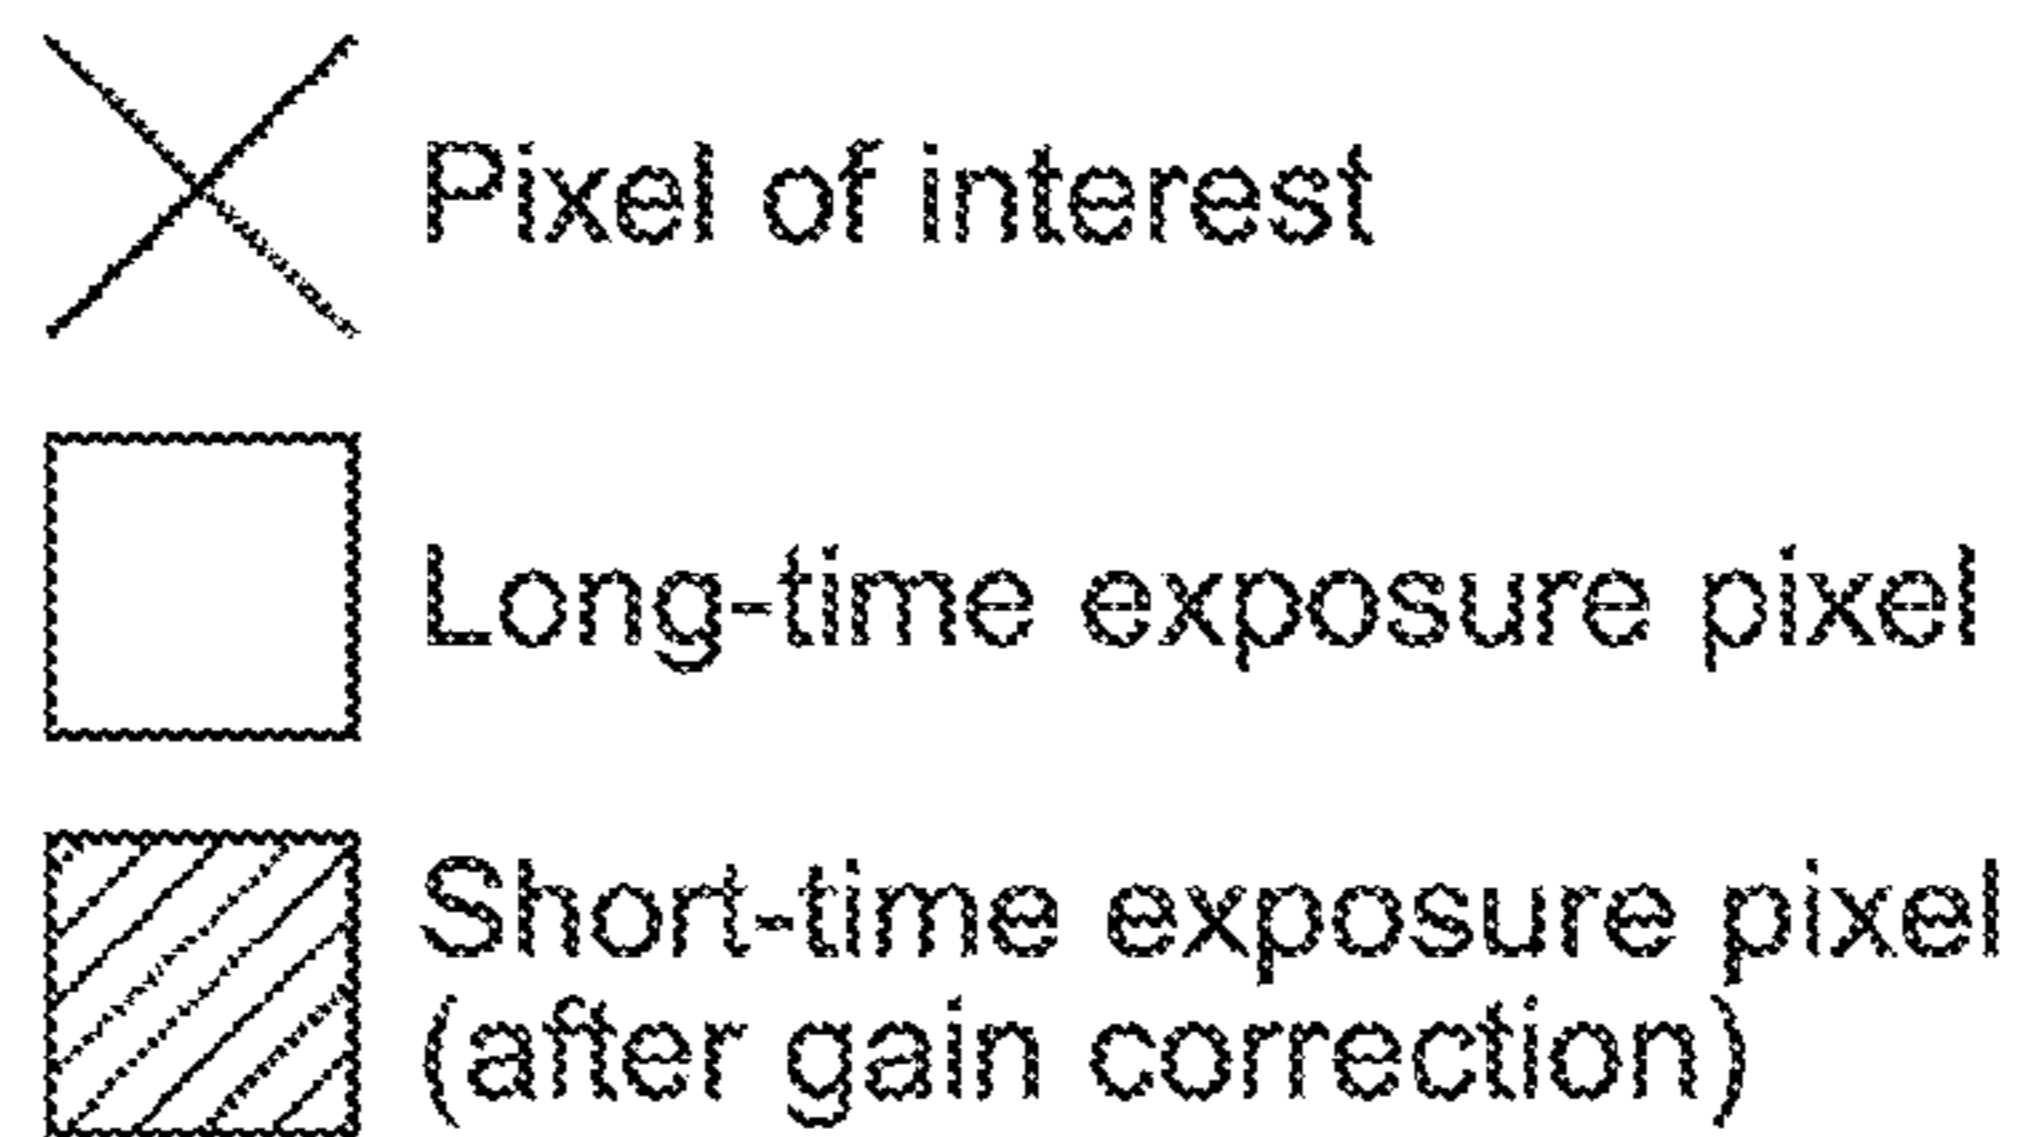 Pixel of interest
Long-time exposure pixel
Short-time exposure pixel
(after gain correction)